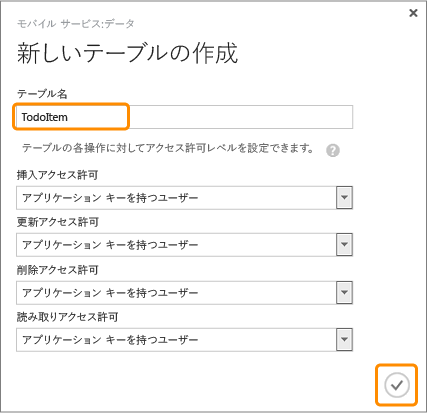 モバイル サービス:データ
新しいテーブルの作成
テーブル名
TodoItem
テーブルの各操作に対してアクセス許可レベルを設定できます。 ?
挿入アクセス許可
アプリケーション キーを持つユーザー
更新アクセス許可
アプリケーション キーを持つユーザー
削除アクセス許可
アプリケーション キーを持つユーザー
読み取りアクセス許可
アプリケーション キーを持つユーザー